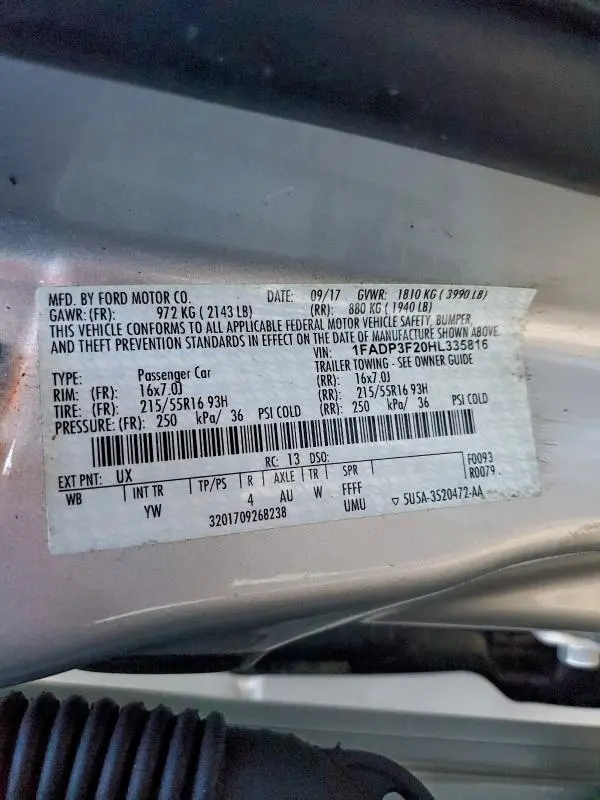 MFD. BY FORD MOTOR CO. DATE: 09/17 GVWR: 1810 KG ( 3990 LB)
GAWR: (FR): 972 KG ( 2143 LB) (RR): 880 KG ( 1940 LB)
THIS VEHICLE CONFORMS TO ALL APPLICABLE FEDERAL MOTOR VEHICLE SAFETY, BUMPER,
AND THEFT PREVENTION STANDARDS IN EFFECT ON THE DATE OF MANUFACTURE SHOWN ABOVE.
VIN: 1FADP3F20HL335816
TYPE: Passenger Car TRAILER TOWING - SEE OWNER GUIDE
RIM: (FR): 16x7.0J (RR): 16x7.0J
TIRE: (FR): 215/55R16 93H (RR): 215/55R16 93H
PRESSURE: (FR): 250 kPa/ 36 PSI COLD (RR): 250 kPa/ 36 PSI COLD
EXT PNT: UX RC: 13 DSO: F0093
WB INT TR TP/PS R AXLE TR SPR R0079
YW 4 AU W FFFF
3201709268238 UMU ▽ 5U5A-3520472-AA